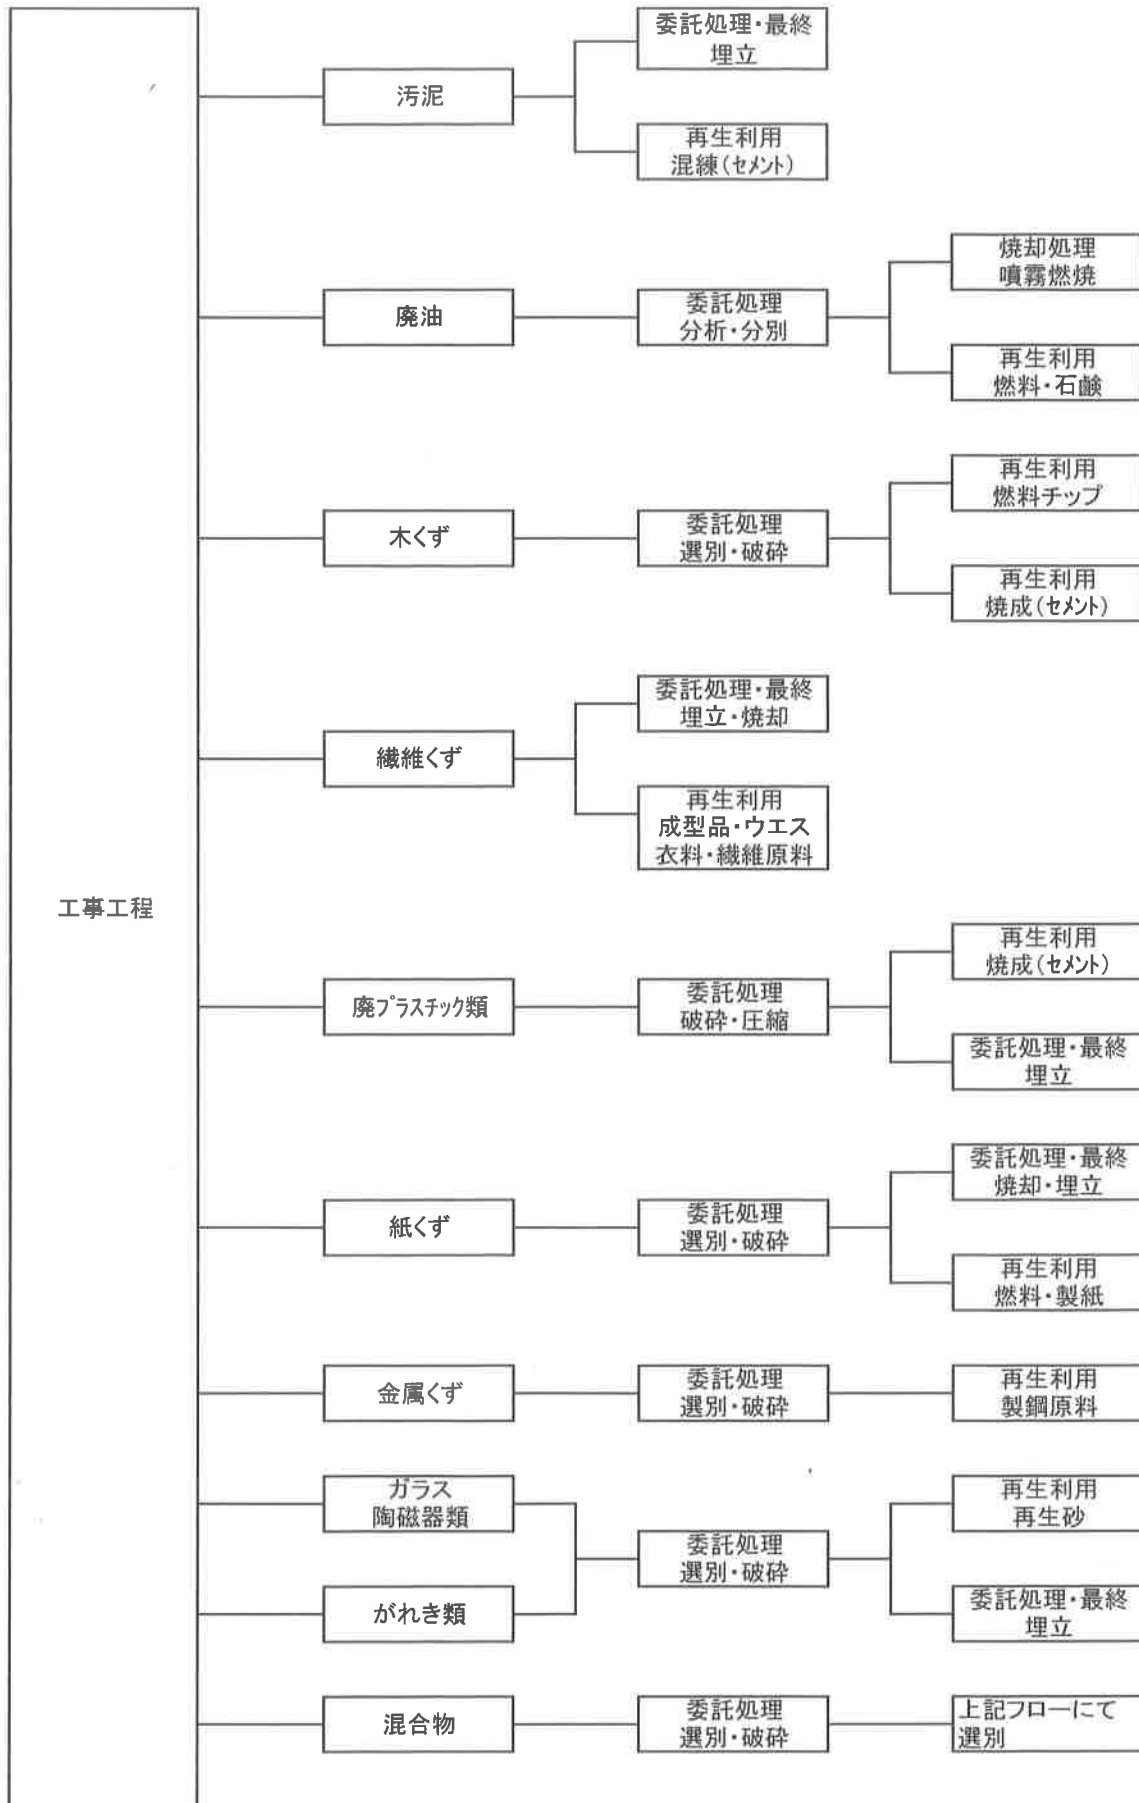 工事工程
汚泥
委託処理・最終
埋立
再生利用
混練(セメント)
廃油
委託処理
分析・分別
焼却処理
噴霧燃焼
再生利用
燃料・石鹸
木くず
委託処理
選別・破砕
再生利用
燃料チップ
再生利用
焼成(セメント)
繊維くず
委託処理・最終
埋立・焼却
再生利用
成型品・ウエス
衣料・繊維原料
廃プラスチック類
委託処理
破砕・圧縮
再生利用
焼成(セメント)
委託処理・最終
埋立
紙くず
委託処理
選別・破砕
委託処理・最終
焼却・埋立
再生利用
燃料・製紙
金属くず
委託処理
選別・破砕
再生利用
製鋼原料
ガラス
陶磁器類
がれき類
委託処理
選別・破砕
再生利用
再生砂
委託処理・最終
埋立
混合物
委託処理
選別・破砕
上記フローにて
選別